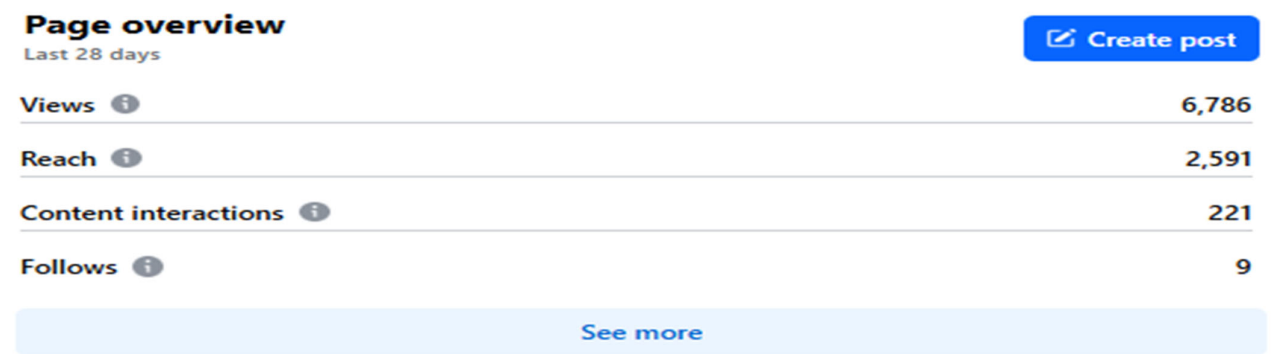 Page overview
Last 28 days
Create post
Views
6,786
Reach
2,591
Content interactions
221
Follows
9
See more